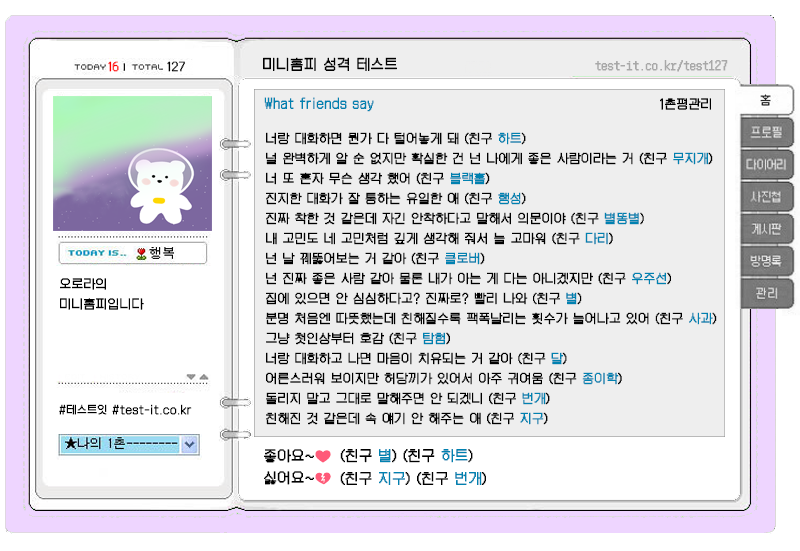 TODAY 16 | TOTAL 127
미니홈피 성격 테스트
test-it.co.kr/test127
TODAY IS.. 행복
오로라의
미니홈피입니다
#테스트잇 #test-it.co.kr
★나의 1촌--------
What friends say
1촌평관리
너랑 대화하면 뭔가 다 털어놓게 돼 (친구 하트)
널 완벽하게 알 순 없지만 확실한 건 넌 나에게 좋은 사람이라는 거 (친구 무지개)
너 또 혼자 무슨 생각 했어 (친구 블랙홀)
진지한 대화가 잘 통하는 유일한 애 (친구 행성)
진짜 착한 것 같은데 자긴 안착하다고 말해서 의문이야 (친구 별똥별)
내 고민도 네 고민처럼 깊게 생각해 줘서 늘 고마워 (친구 다리)
넌 날 꿰뚫어보는 거 같아 (친구 클로버)
넌 진짜 좋은 사람 같아 물론 내가 아는 게 다는 아니겠지만 (친구 우주선)
집에 있으면 안 심심하다고? 진짜로? 빨리 나와 (친구 별)
분명 처음엔 따뜻했는데 친해질수록 팩폭날리는 횟수가 늘어나고 있어 (친구 사과)
그냥 첫인상부터 호감 (친구 탐험)
너랑 대화하고 나면 마음이 치유되는 거 같아 (친구 달)
어른스러워 보이지만 허당끼가 있어서 아주 귀여움 (친구 종이학)
돌리지 말고 그대로 말해주면 안 되겠니 (친구 번개)
친해진 것 같은데 속 얘기 안 해주는 애 (친구 지구)
좋아요~ (친구 별) (친구 하트)
싫어요~ (친구 지구) (친구 번개)
홈
프로필
다이어리
사진첩
게시판
방명록
관리